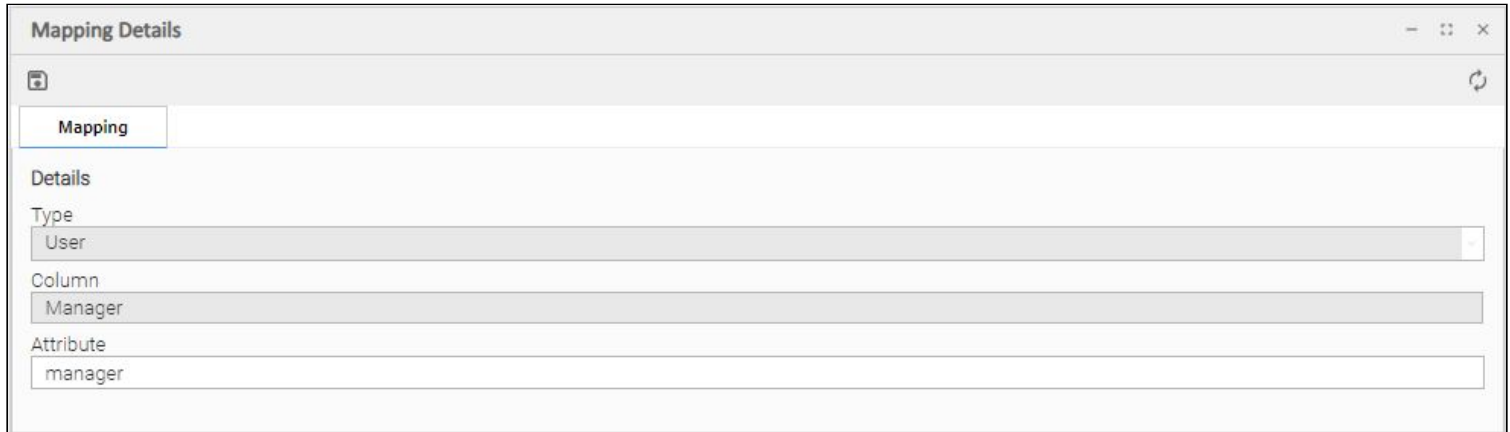 Mapping Details
Mapping
Details
Type
User
Column
Manager
Attribute
manager